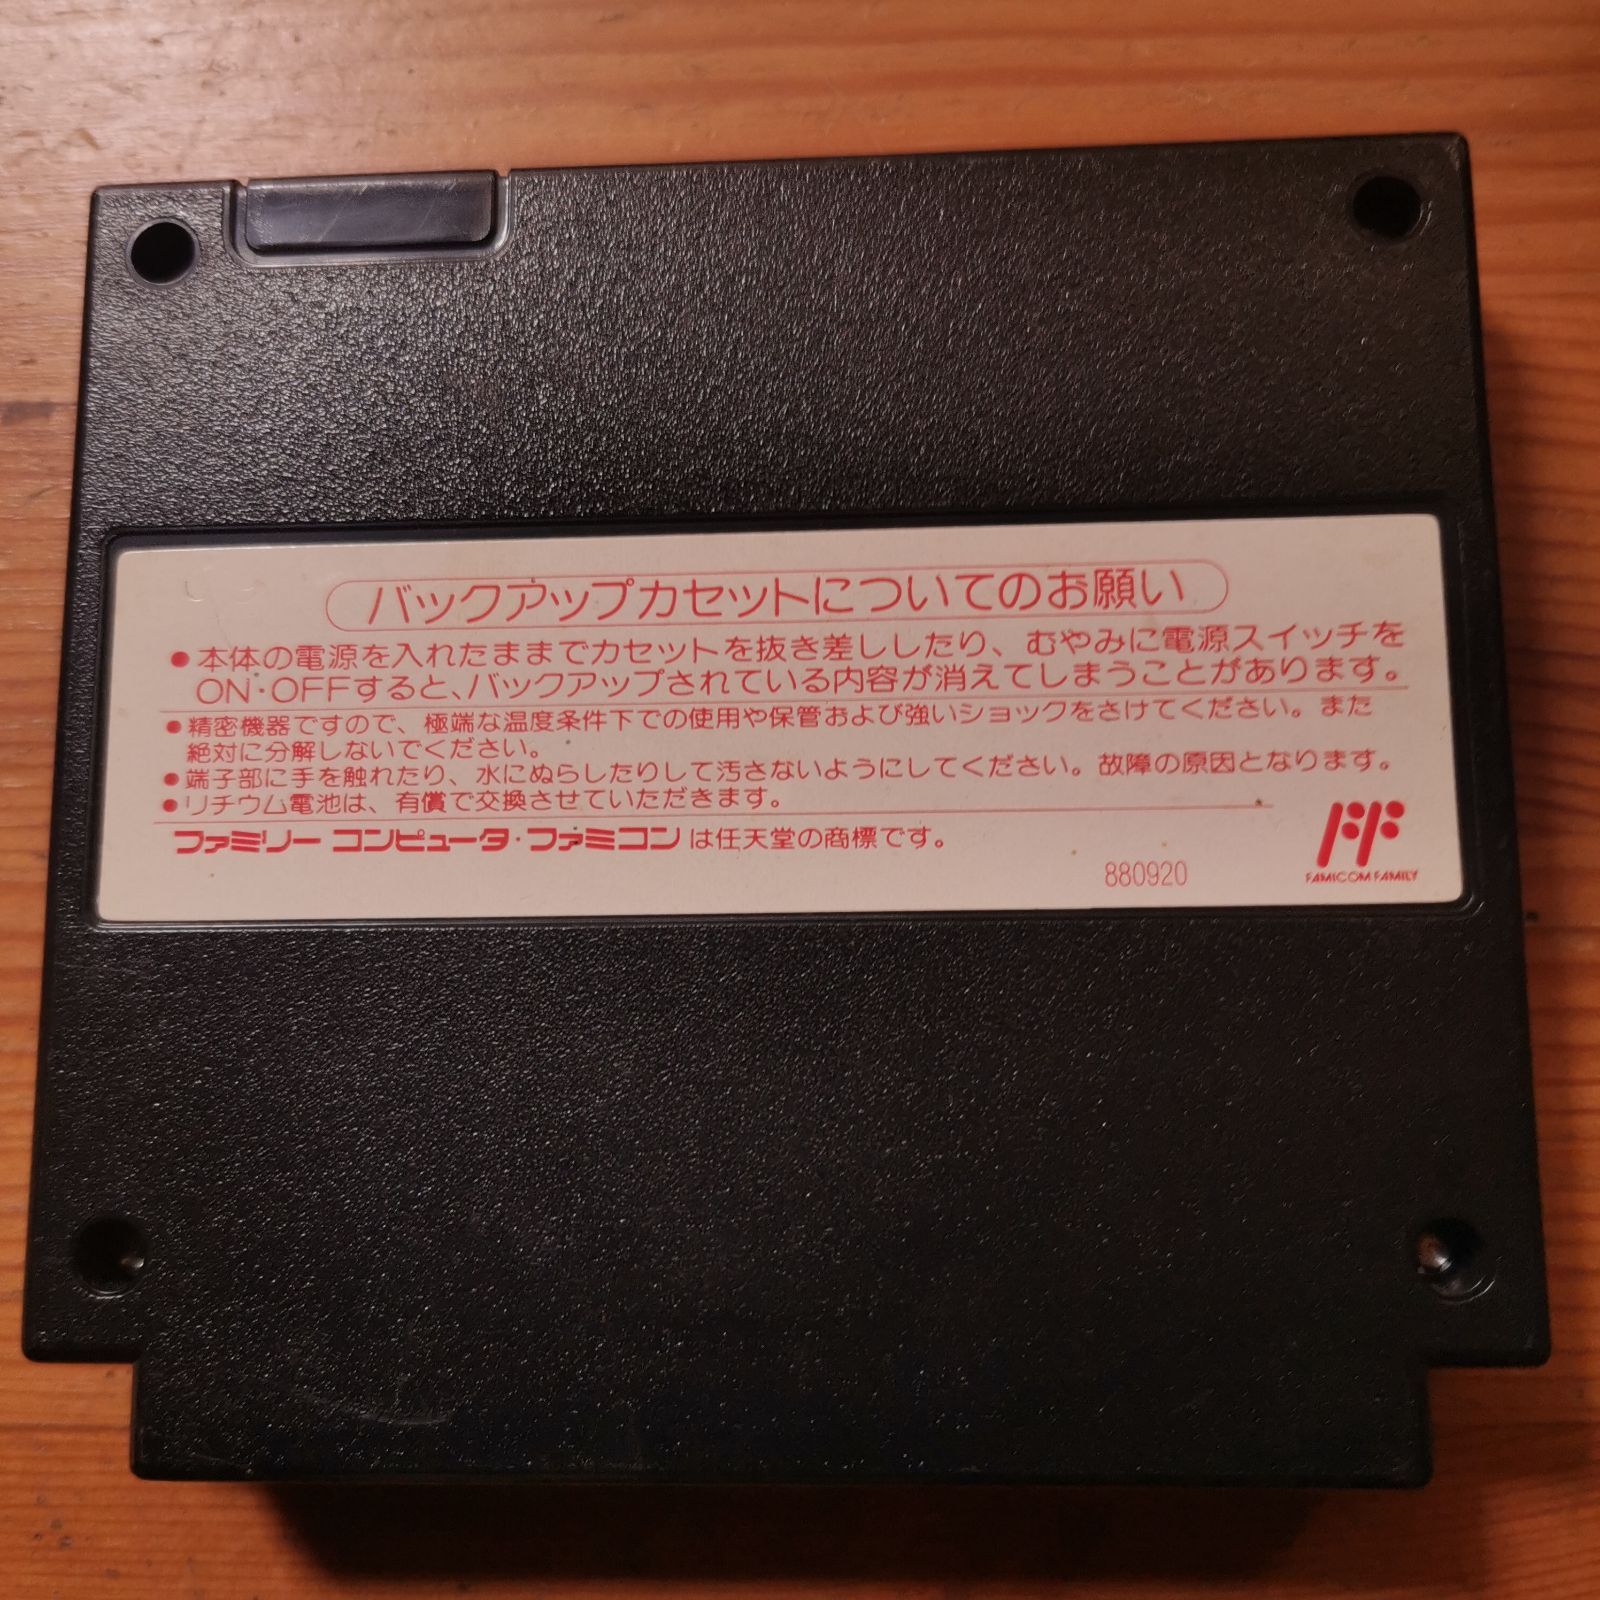 バックアップカセットについてのお願い
●本体の電源を入れたままでカセットを抜き差ししたり、むやみに電源スイッチを
ON・OFFすると、バックアップされている内容が消えてしまうことがあります。
●精密機器ですので、極端な温度条件下での使用や保管および強いショックをさけてください。また
絶対に分解しないでください。
●端子部に手を触れたり、水にぬらしたりして汚さないようにしてください。故障の原因となります。
●リチウム電池は、有償で交換させていただきます。
ファミリー コンピュータ・ファミコンは任天堂の商標です。
880920
FAMICOM FAMILY